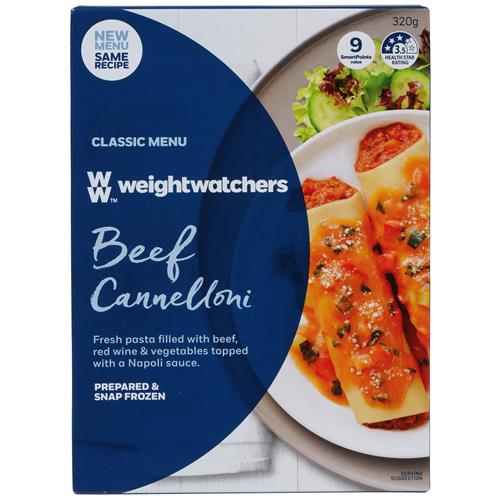 NEW
MENU
SAME
RECIPE
320g
9
SmartPoints
value
3.5
HEALTH STAR
RATING
CLASSIC MENU
WW™ weightwatchers
Beef
Cannelloni
Fresh pasta filled with beef,
red wine & vegetables topped
with a Napoli sauce.
PREPARED &
SNAP FROZEN
SERVING
SUGGESTION